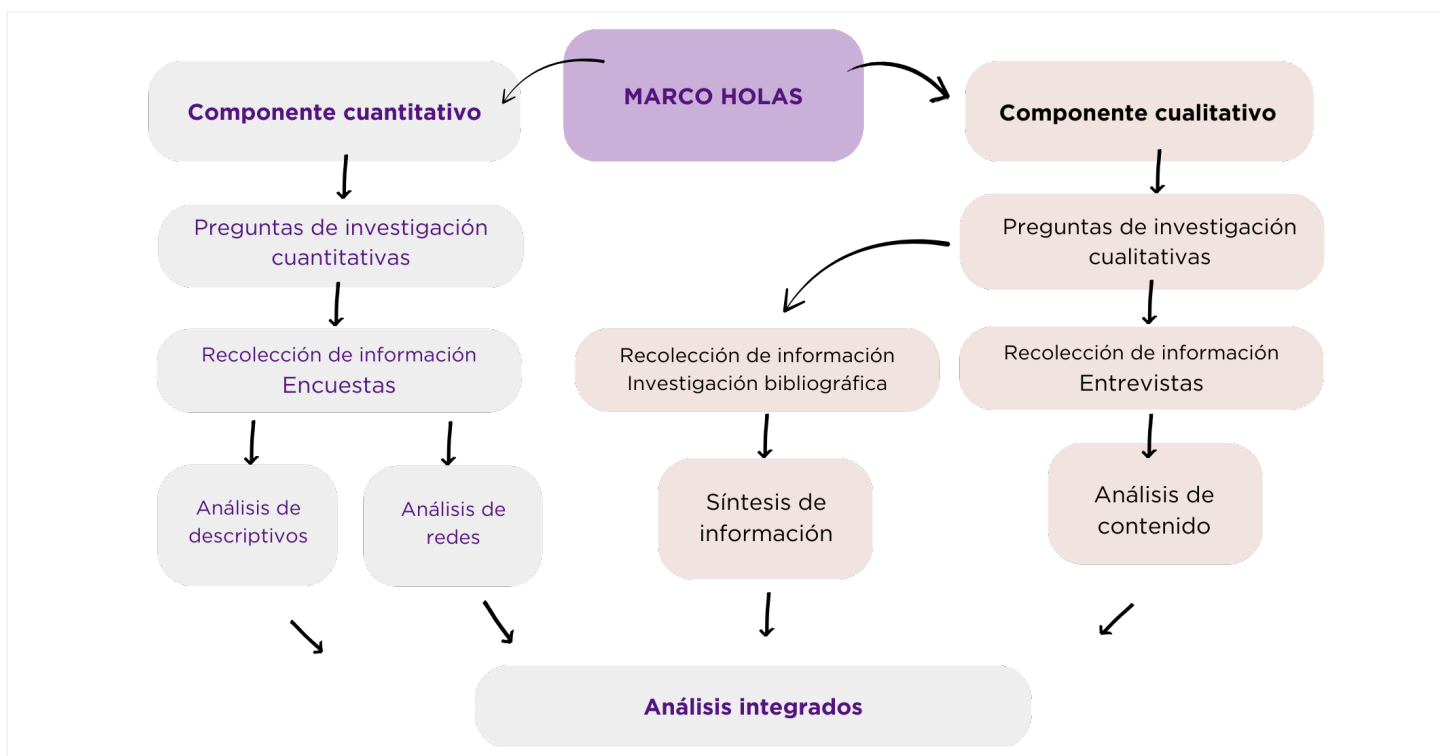 MARCO HOLAS
Componente cuantitativo
Componente cualitativo
Preguntas de investigación
cuantitativas
Preguntas de investigación
cualitativas
Recolección de información
Encuestas
Recolección de información
Investigación bibliográfica
Recolección de información
Entrevistas
Análisis de
descriptivos
Análisis de
redes
Síntesis de
información
Análisis de
contenido
Análisis integrados